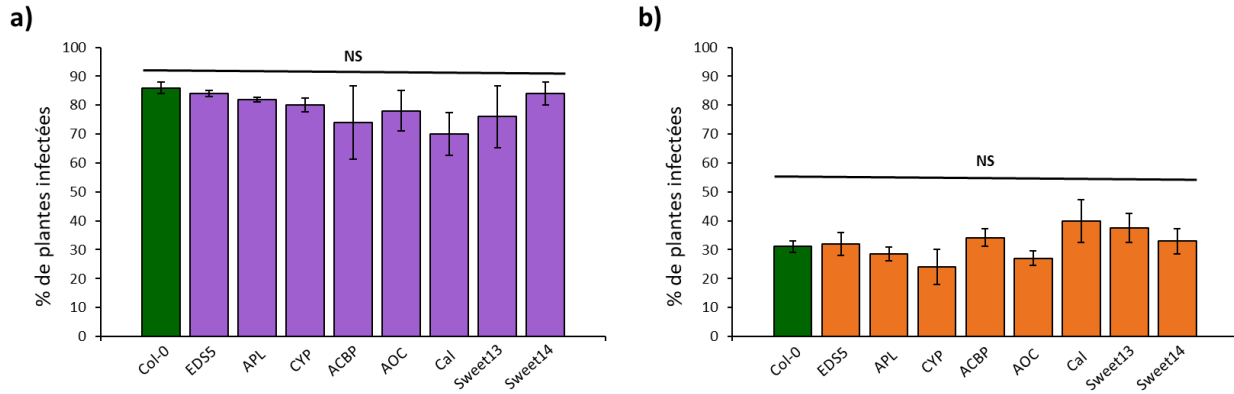 a)
NS
% de plantes infectées
100
90
80
70
60
50
40
30
20
10
0
Col-0
EDS5
APL
CYP
ACBP
AOC
Cal
Sweet13
Sweet14
b)
NS
% de plantes infectées
100
90
80
70
60
50
40
30
20
10
0
Col-0
EDS5
APL
CYP
ACBP
AOC
Cal
Sweet13
Sweet14